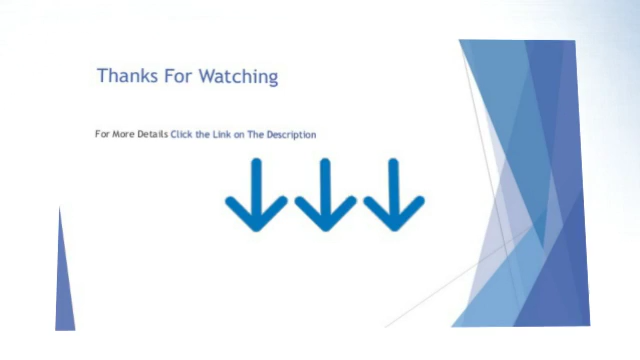 Thanks For Watching
For More Details Click the Link on The Description